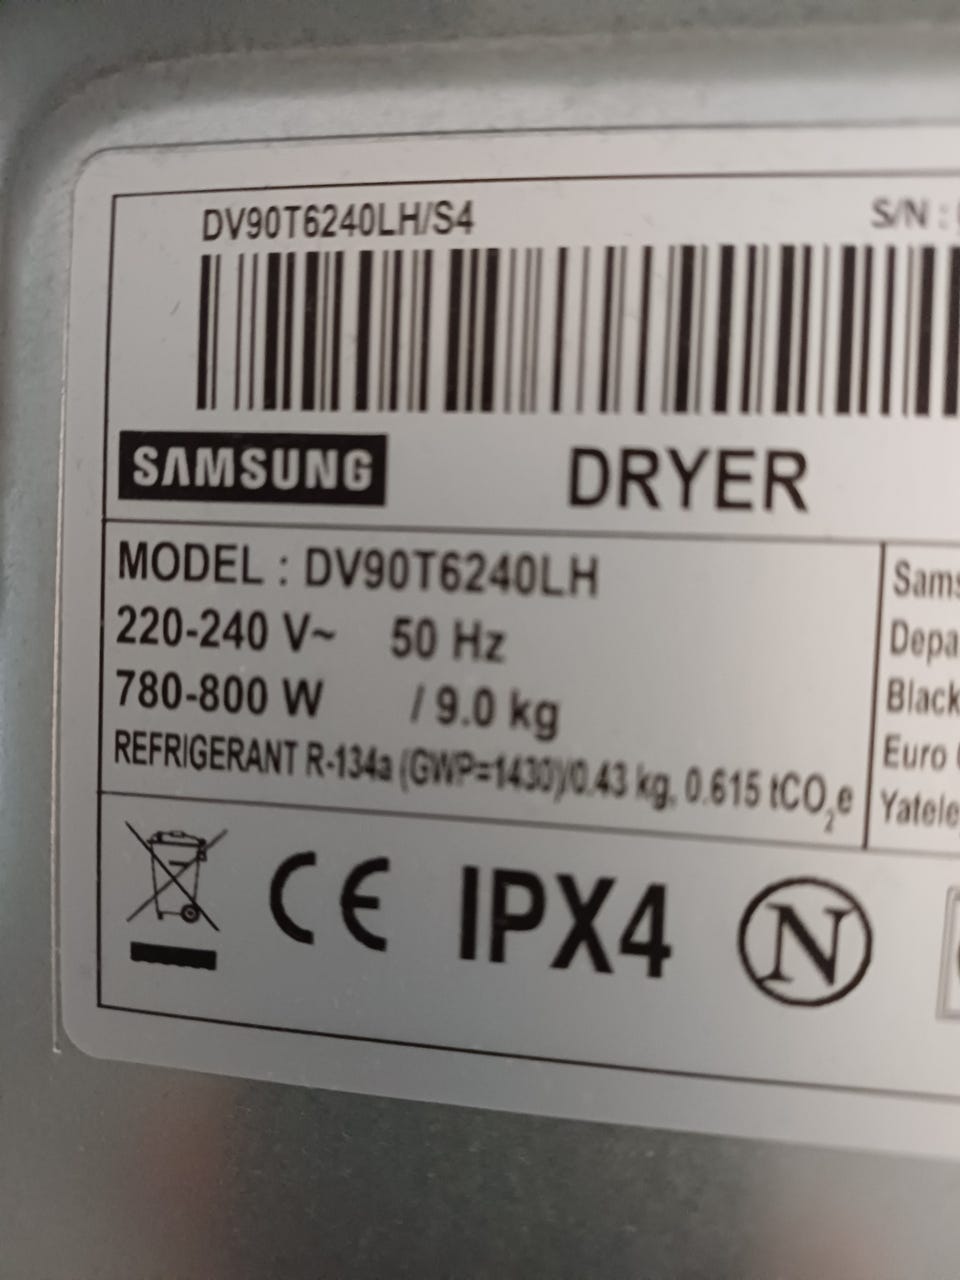 DV90T6240LH/S4 S/N :
SAMSUNG DRYER
MODEL : DV90T6240LH
220-240 V~ 50 Hz
780-800 W / 9.0 kg
REFRIGERANT R-134a (GWP=1430)/0.43 kg, 0.615 tCO₂e
Sams
Depa
Black
Euro
Yatele
CE IPX4 N